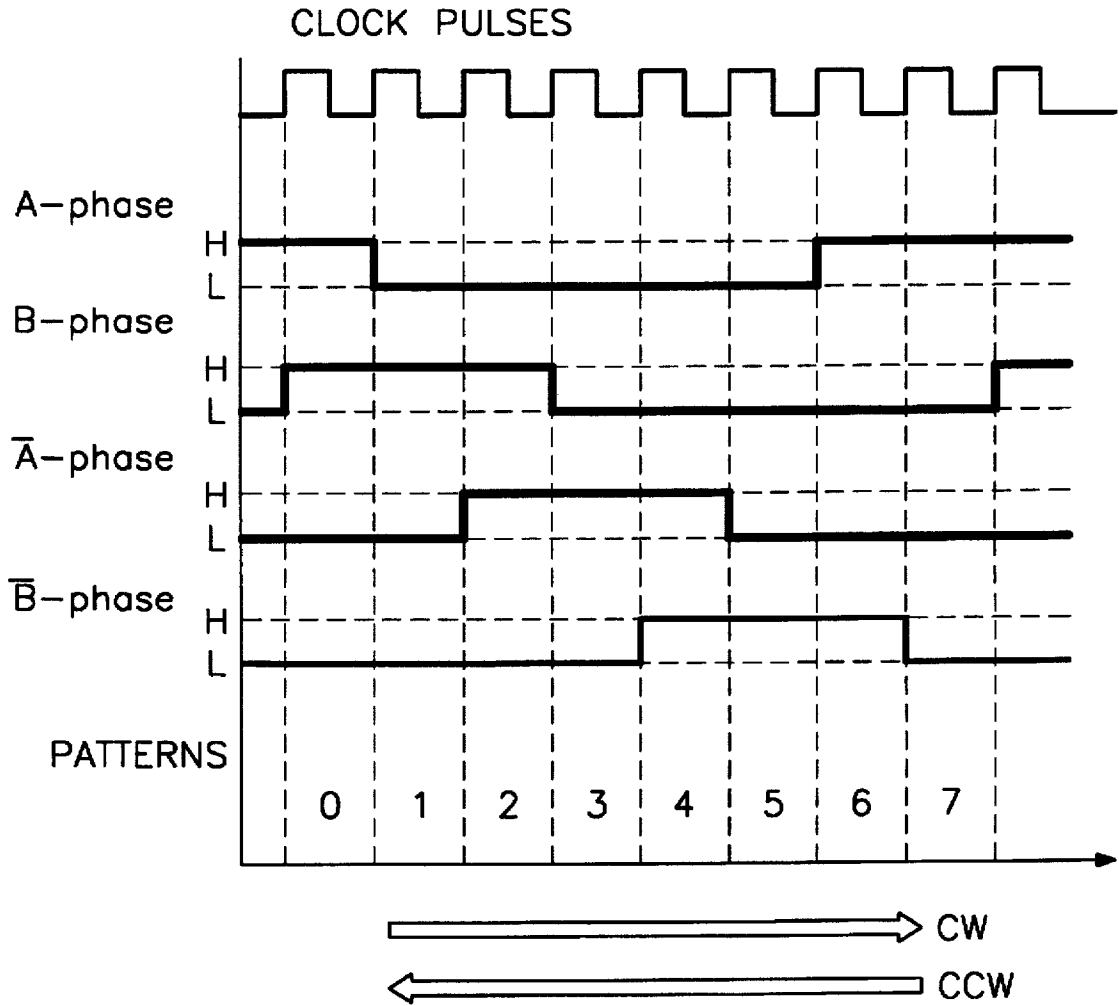 CLOCK PULSES
A-phase
H
L
B-phase
H
L
A̅-phase
H
L
B̅-phase
H
L
PATTERNS
0 1 2 3 4 5 6 7
CW
CCW